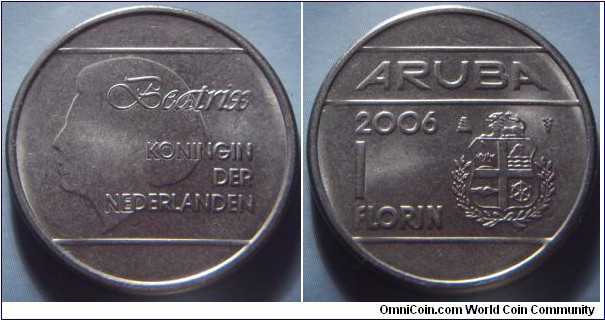 Beatrix
KONINGIN
DER
NEDERLANDEN
ARUBA
2006
1
FLORIN
OmniCoin.com World Coin Community